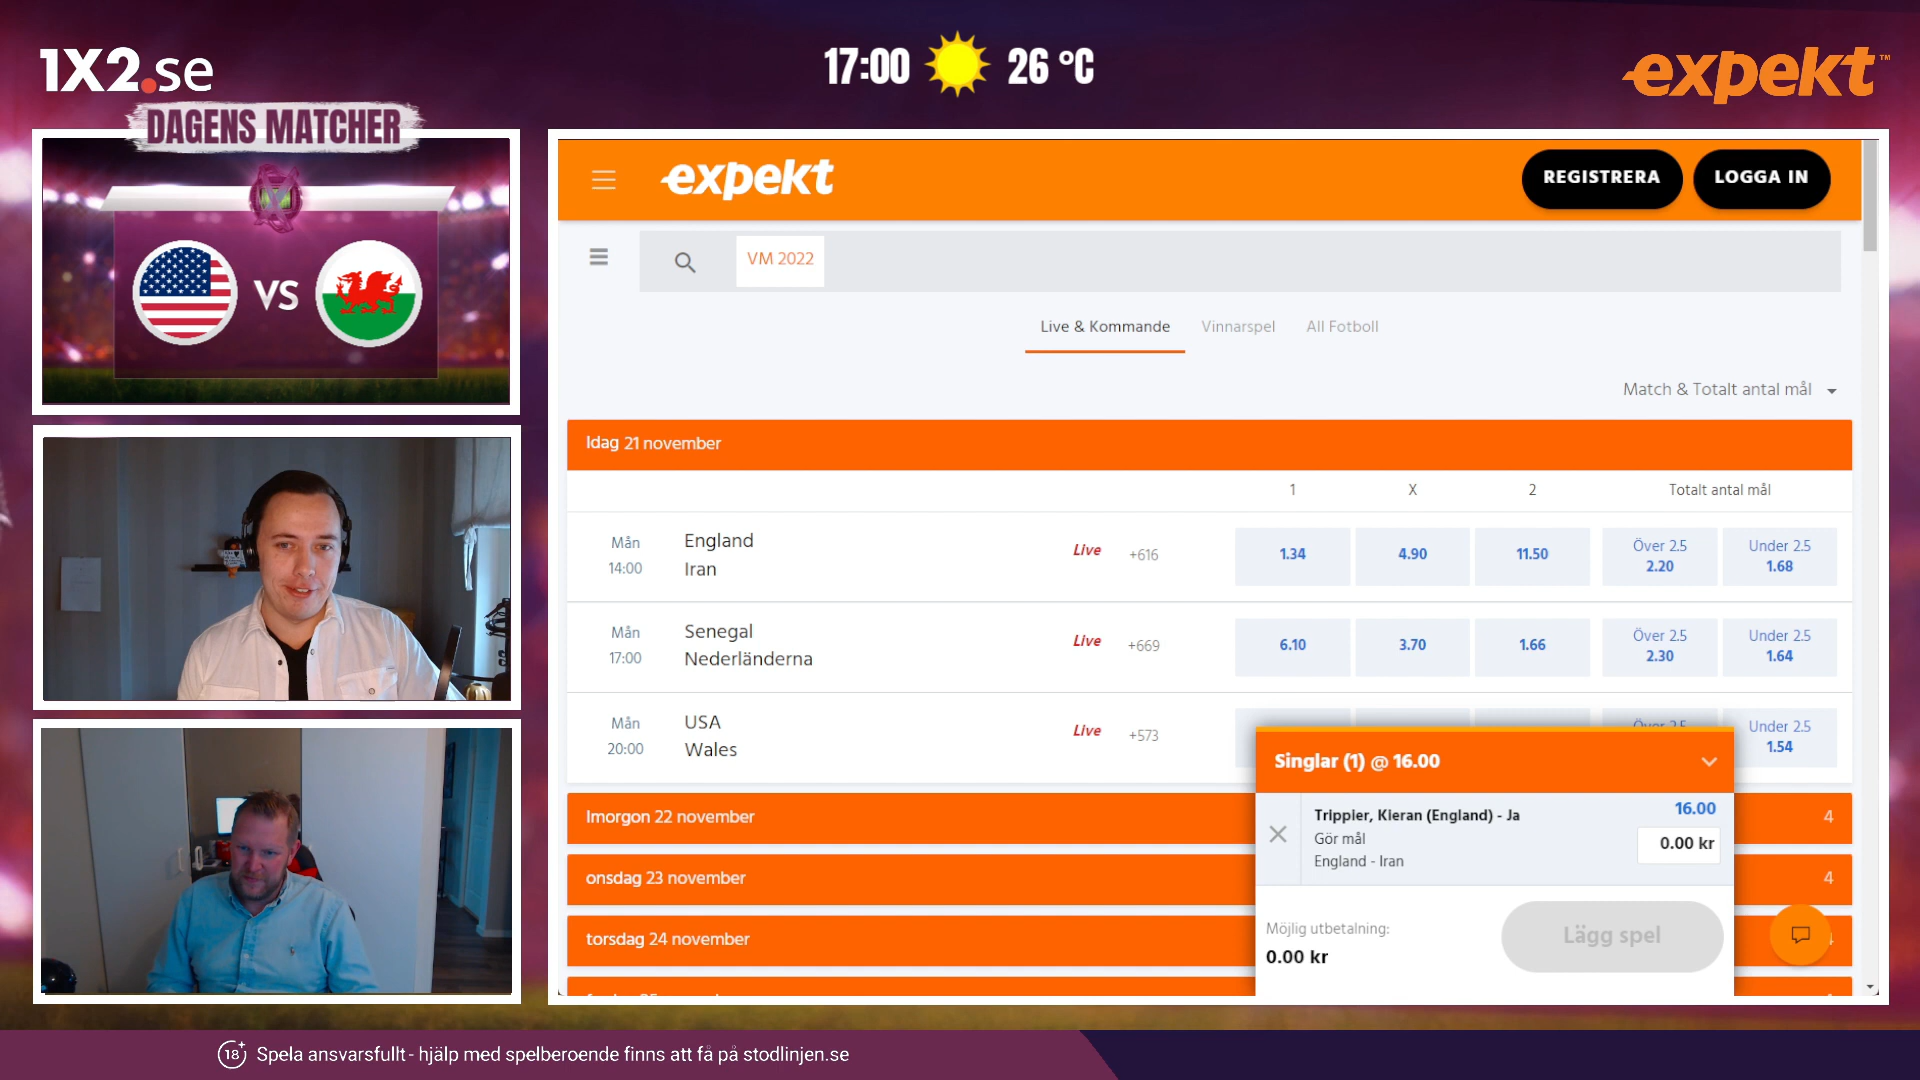 1X2.se
17:00 26 °C
expekt™
DAGENS MATCHER
VS
expekt
REGISTRERA
LOGGA IN
VM 2022
Live & Kommande
Vinnarspel
All Fotboll
Match & Totalt antal mål
Idag 21 november
1
X
2
Totalt antal mål
Mån
14:00
England
Iran
Live
+616
1.34
4.90
11.50
Över 2.5
2.20
Under 2.5
1.68
Mån
17:00
Senegal
Nederländerna
Live
+669
6.10
3.70
1.66
Över 2.5
2.30
Under 2.5
1.64
Mån
20:00
USA
Wales
Live
+573
Över 2.5
Under 2.5
1.54
Singlar (1) @ 16.00
Trippier, Kieran (England) - Ja
16.00
Gör mål
0.00 kr
England - Iran
Möjlig utbetalning:
0.00 kr
Lägg spel
Imorgon 22 november
4
onsdag 23 november
4
torsdag 24 november
18+ Spela ansvarsfullt - hjälp med spelberoende finns att få på stodlinjen.se